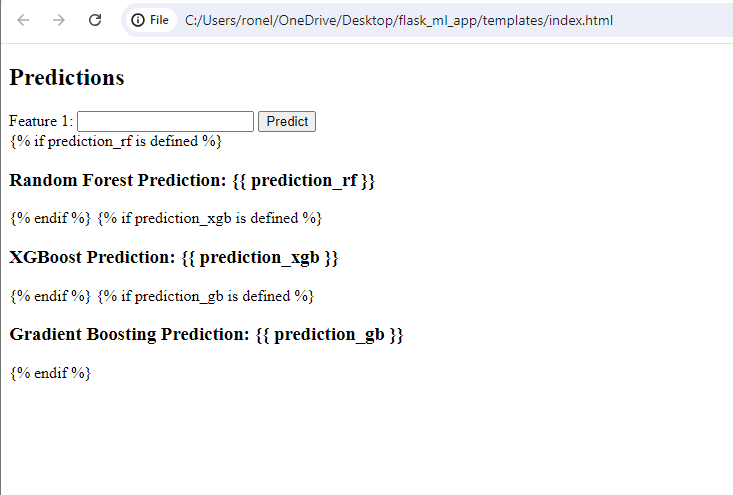 File C:/Users/ronel/OneDrive/Desktop/flask_ml_app/templates/index.html
Predictions
Feature 1: Predict
{% if prediction_rf is defined %}
Random Forest Prediction: {{ prediction_rf }}
{% endif %} {% if prediction_xgb is defined %}
XGBoost Prediction: {{ prediction_xgb }}
{% endif %} {% if prediction_gb is defined %}
Gradient Boosting Prediction: {{ prediction_gb }}
{% endif %}